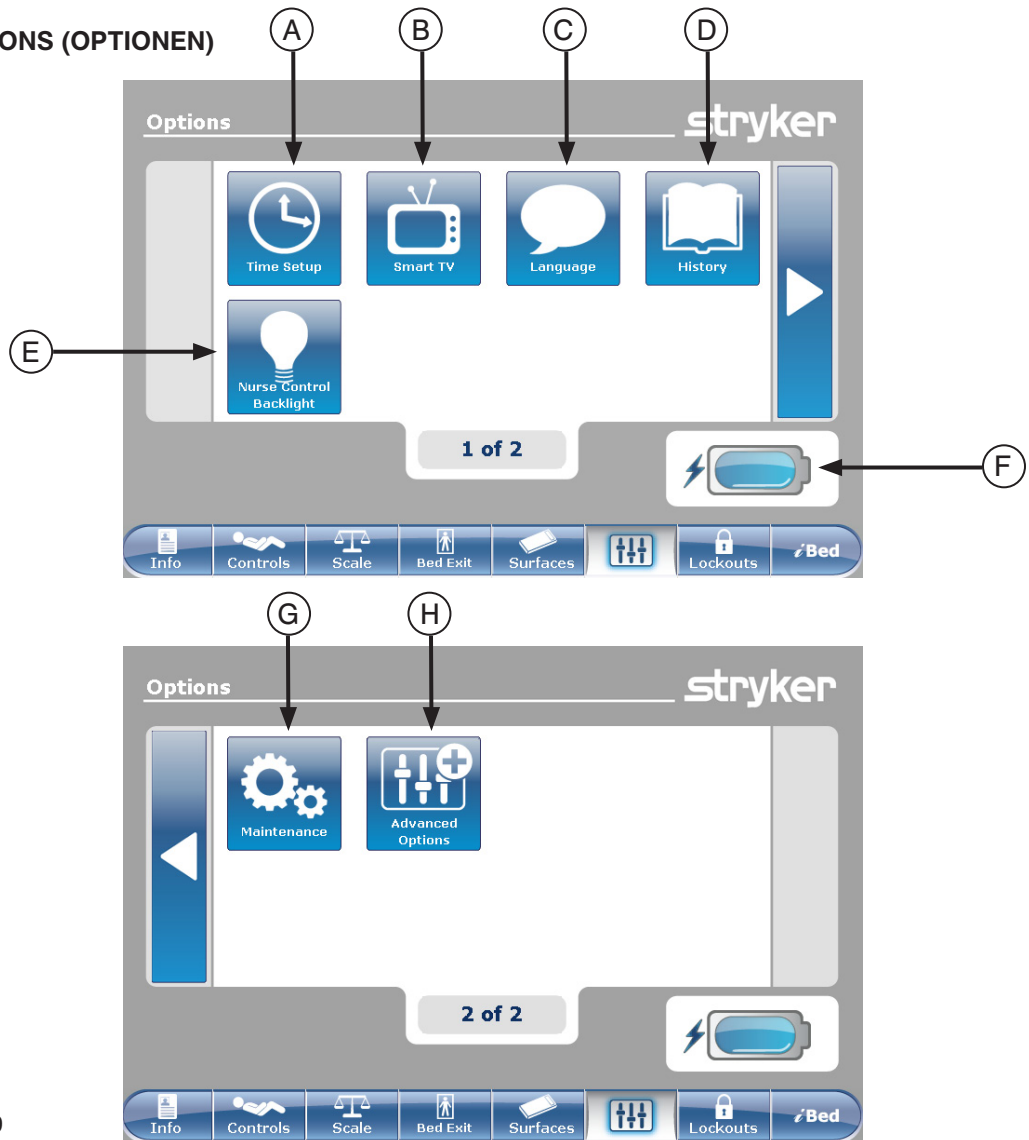 ONS (OPTIONEN)
A B C D
Options stryker
Time Setup
Smart TV
Language
History
E
Nurse Control
Backlight
1 of 2
F
Info Controls Scale Bed Exit Surfaces Lockouts iBed
G H
Options stryker
Maintenance
Advanced
Options
2 of 2
Info Controls Scale Bed Exit Surfaces Lockouts iBed